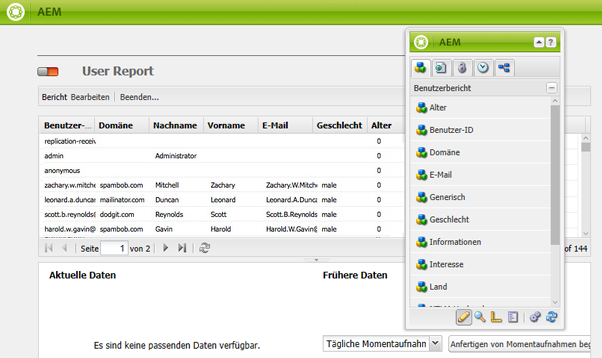 AEM
User Report
Bericht Bearbeiten Beenden...
Benutzer-... Domäne Nachname Vorname E-Mail Geschlecht Alter
replication-receiv 0
admin Administrator 0
anonymous 0
zachary.w.mitche spambob.com Mitchell Zachary Zachary.W.Mitchell male 0
leonard.a.duncan mailinator.com Duncan Leonard Leonard.A.Duncan male 0
scott.b.reynolds@ dodgit.com Reynolds Scott Scott.B.Reynolds male 0
harold.w.gavin@ spambob.com Gavin Harold Harold.W.Gavin@ male 0
Seite 1 von 2
of 144
Aktuelle Daten Frühere Daten
Es sind keine passenden Daten verfügbar.
Tägliche Momentaufnahn Anfertigen von Momentaufnahmen beg
AEM
Benutzerbericht
Alter
Benutzer-ID
Domäne
E-Mail
Generisch
Geschlecht
Informationen
Interesse
Land